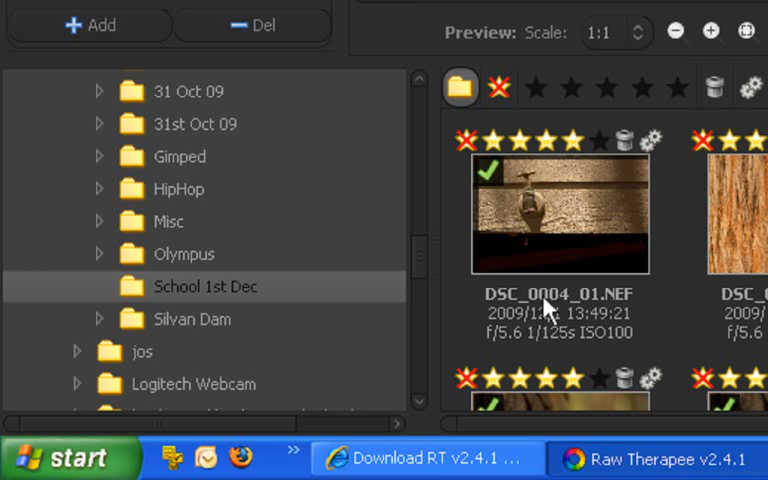 Add
Del
Preview: Scale: 1:1
31 Oct 09
31st Oct 09
Gimped
HipHop
Misc
Olympus
School 1st Dec
Silvan Dam
jos
Logitech Webcam
DSC_0004_01.NEF
13:49:21
f/5.6 1/125s ISO100
2009/
f/5.6
start
Download RT v2.4.1 ...
Raw Therapee v2.4.1